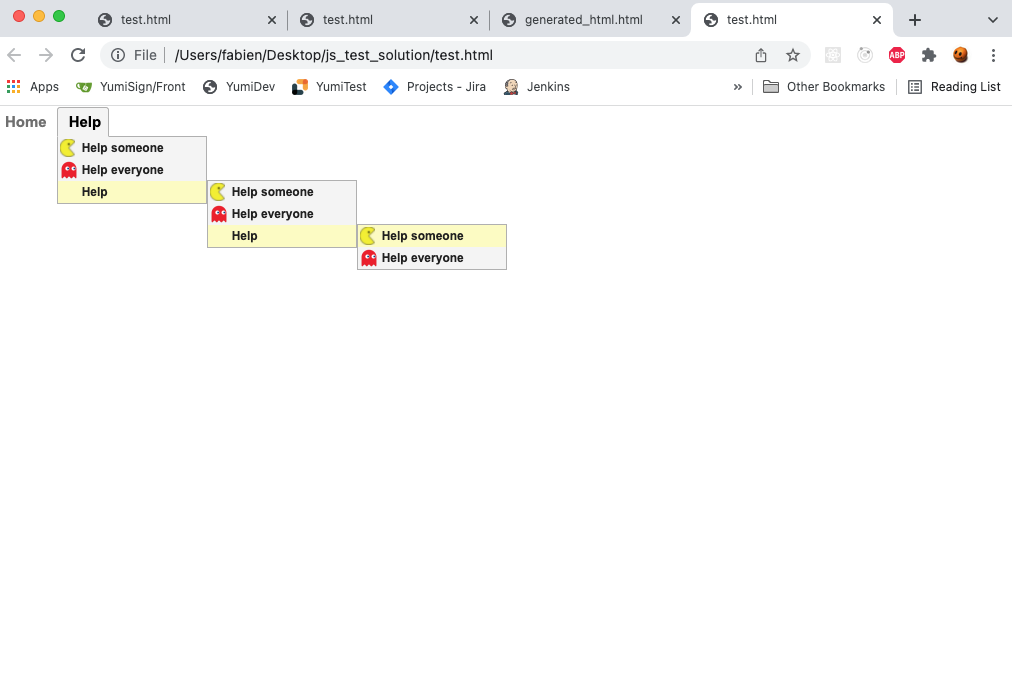 test.html test.html generated_html.html test.html
File /Users/fabien/Desktop/js_test_solution/test.html ABP
Apps YumiSign/Front YumiDev YumiTest Projects - Jira Jenkins » Other Bookmarks Reading List
Home Help
Help someone
Help everyone
Help
Help someone
Help everyone
Help
Help someone
Help everyone